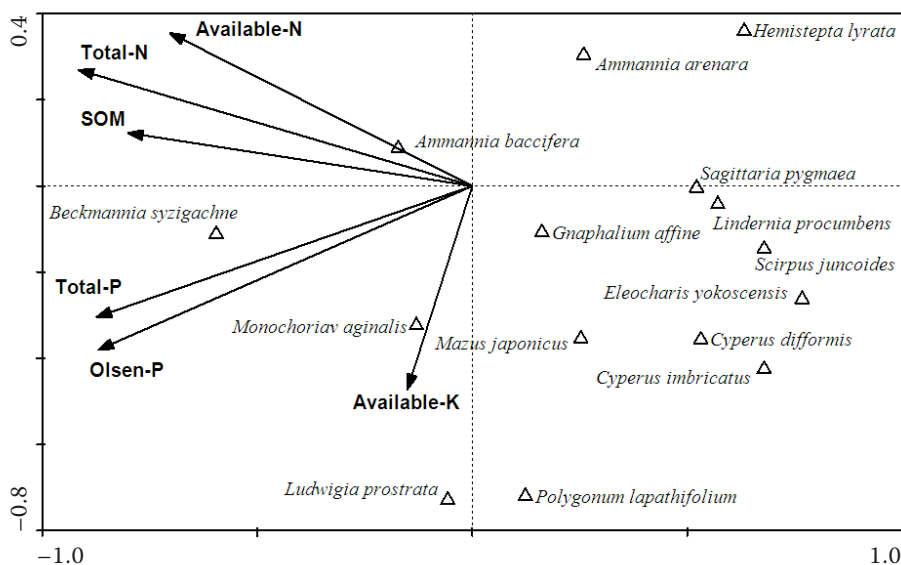 0.4
Available-N
Hemistepta lyrata
Total-N
Ammannia arenara
SOM
Ammannia baccifera
Sagittaria pygmaea
Beckmannia syzigachne
Lindernia procumbens
Gnaphalium affine
Scirpus juncoides
Eleocharis yokoscensis
Total-P
Monochoriav aginalis
Mazus japonicus
Cyperus difformis
Olsen-P
Cyperus imbricatus
Available-K
Ludwigia prostrata
Polygonum lapathifolium
−0.8
−1.0
1.0